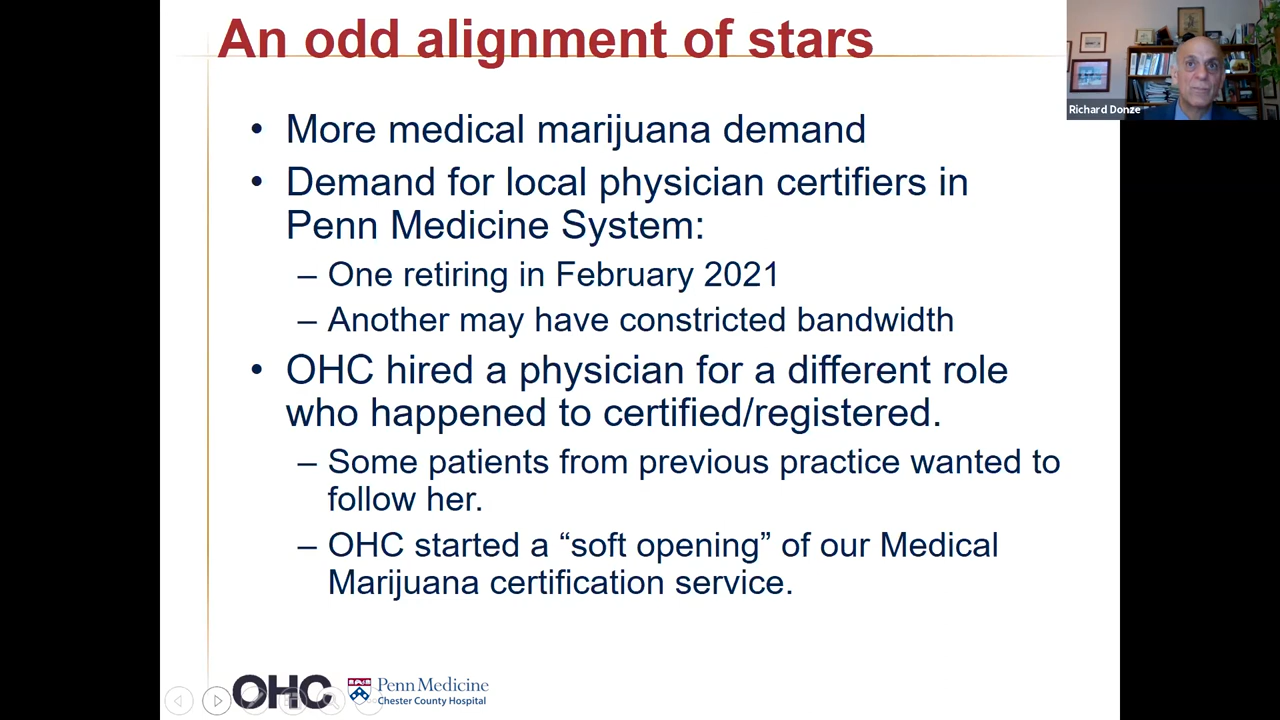 An odd alignment of stars
Richard Donze
• More medical marijuana demand
• Demand for local physician certifiers in
Penn Medicine System:
– One retiring in February 2021
– Another may have constricted bandwidth
• OHC hired a physician for a different role
who happened to certified/registered.
– Some patients from previous practice wanted to
follow her.
– OHC started a “soft opening” of our Medical
Marijuana certification service.
OHC
Penn Medicine
Chester County Hospital